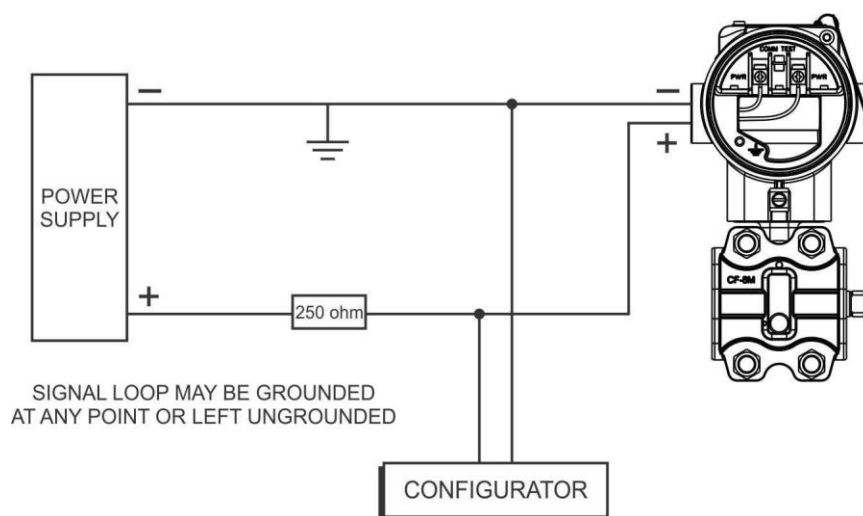 COMM TEST
PWR
PWR
POWER
SUPPLY
250 ohm
CF-8M
SIGNAL LOOP MAY BE GROUNDED
AT ANY POINT OR LEFT UNGROUNDED
CONFIGURATOR